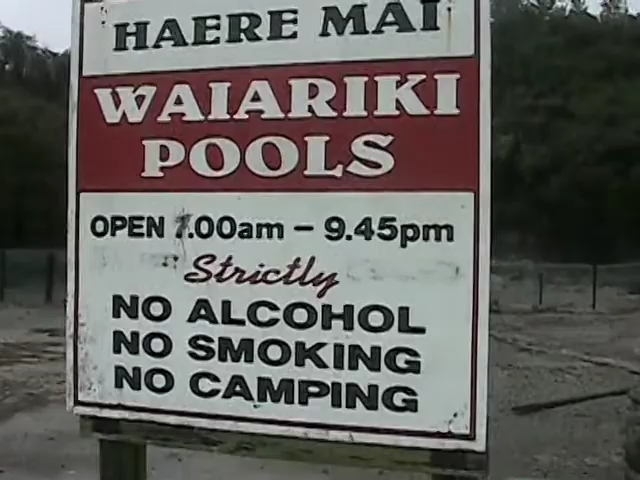 HAERE MAI
WAIARIKI
POOLS
OPEN 7.00am – 9.45pm
Strictly
NO ALCOHOL
NO SMOKING
NO CAMPING